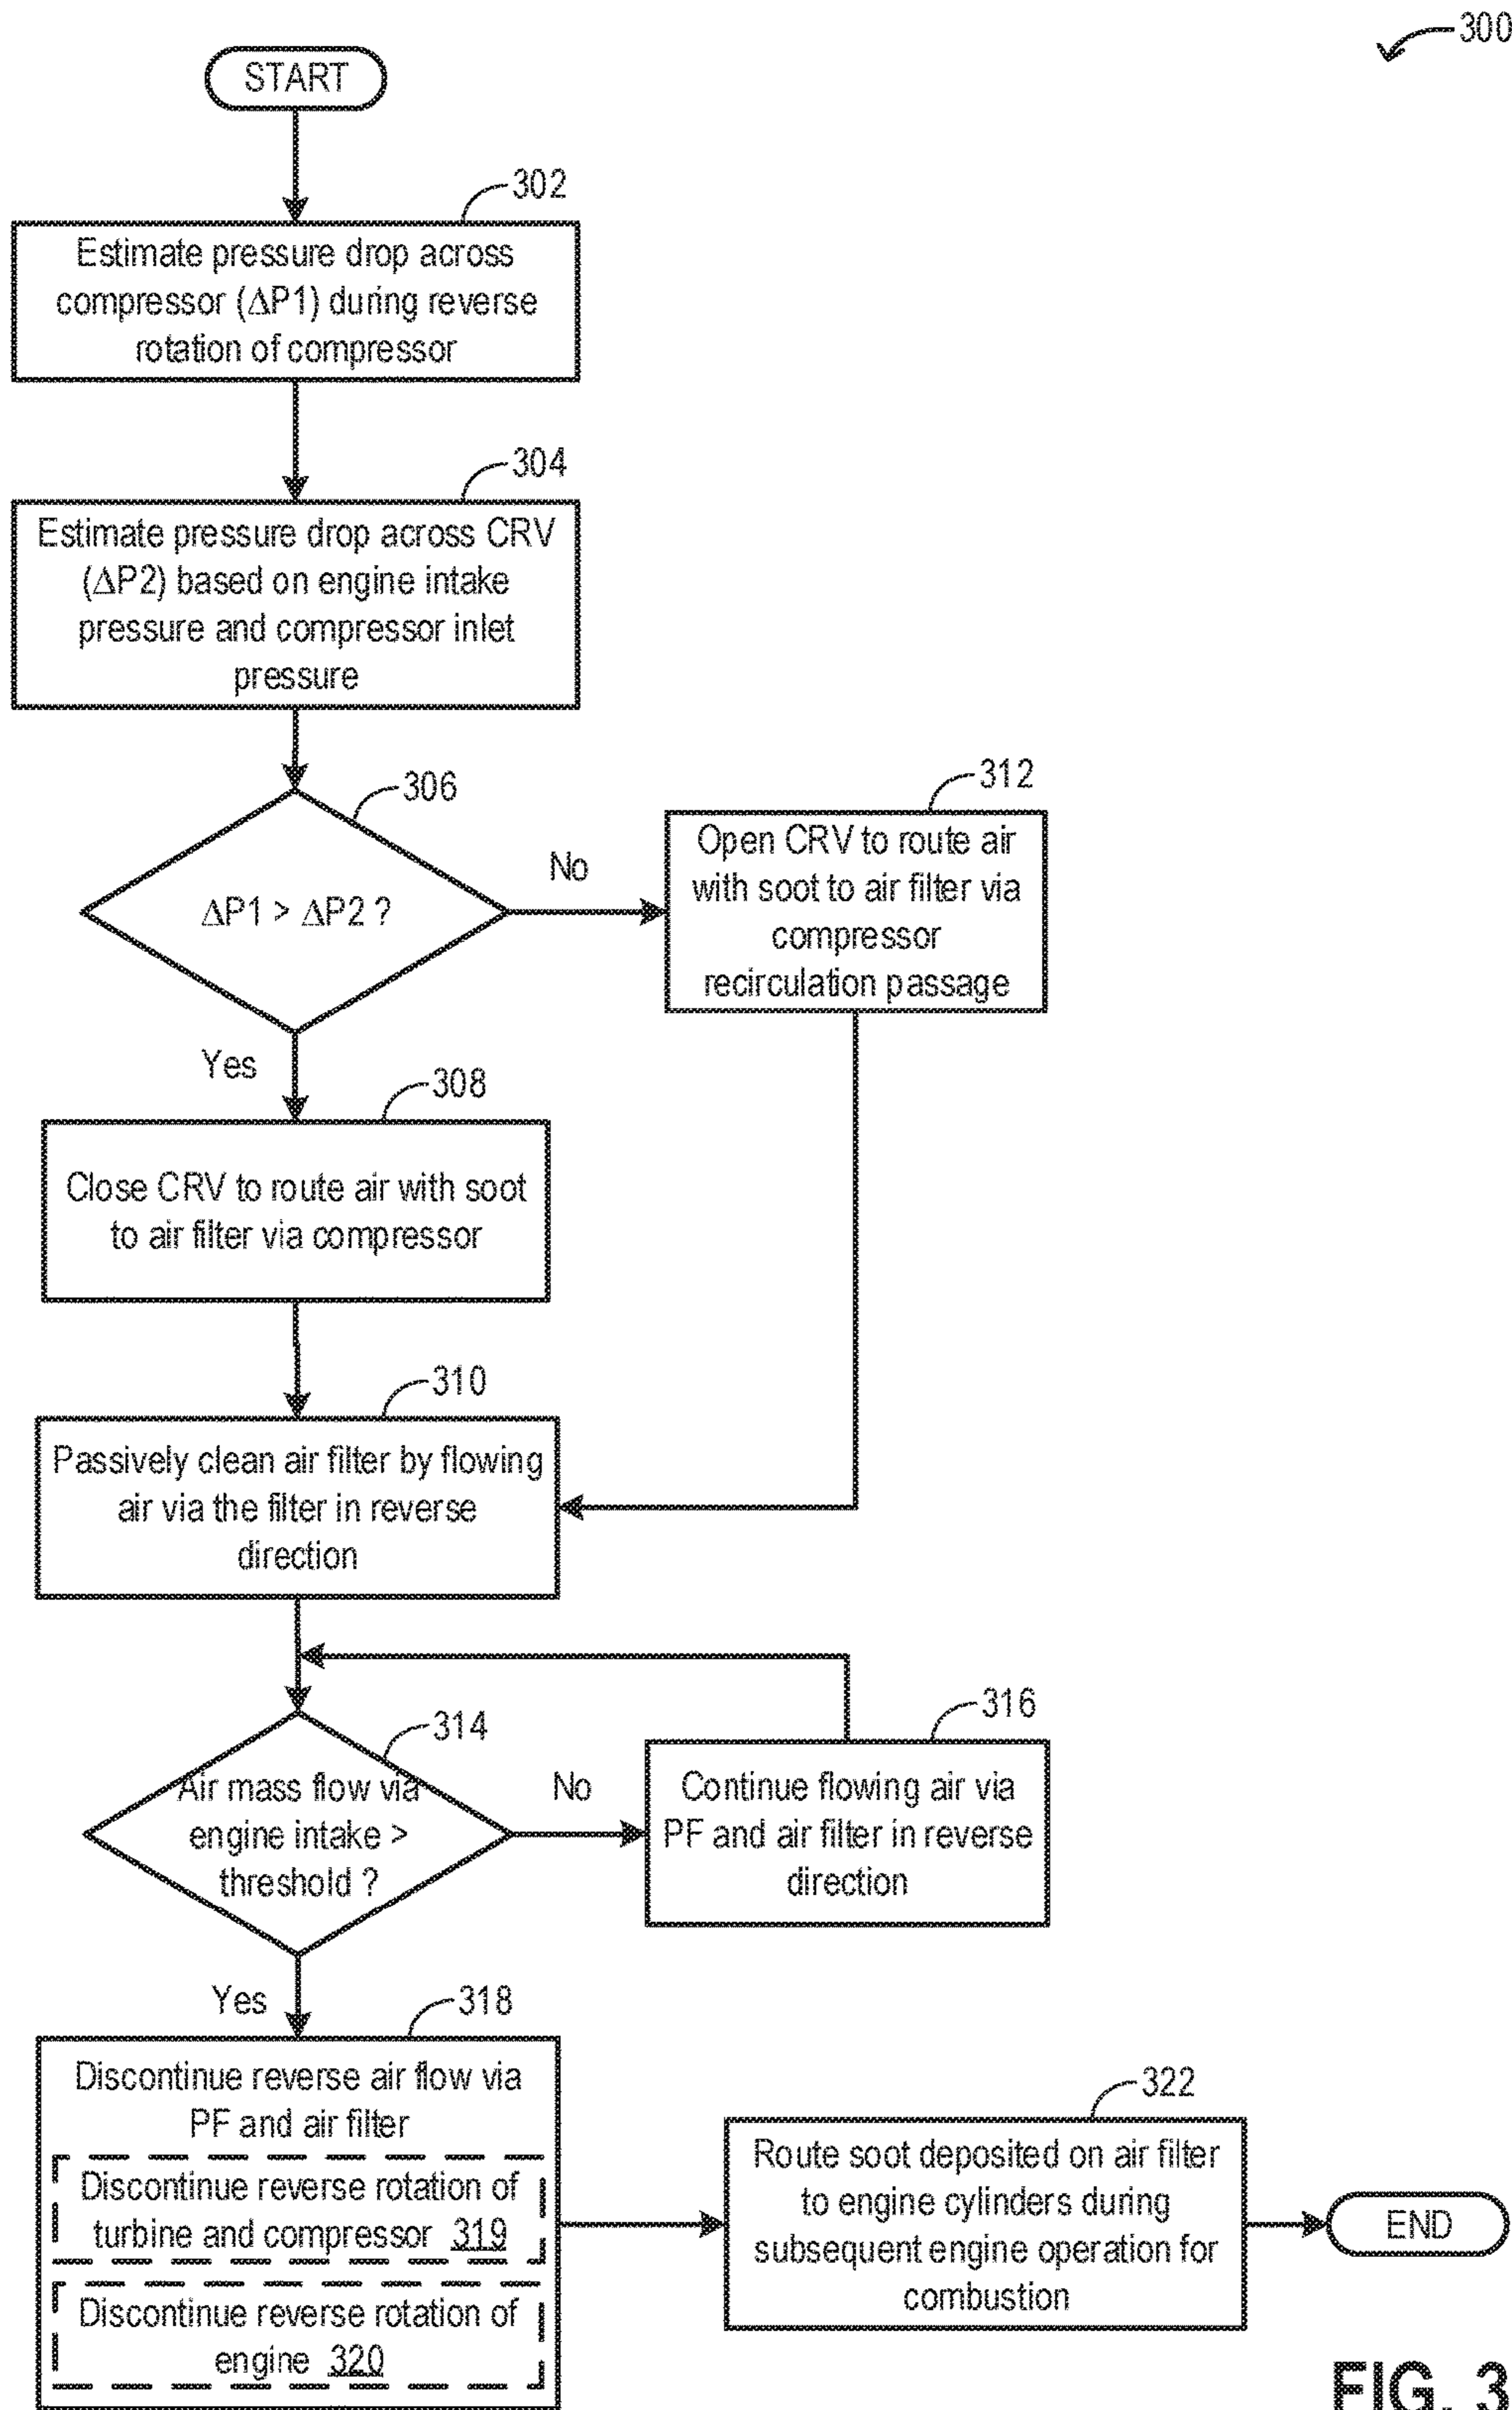 300
START
302
Estimate pressure drop across
compressor (ΔP1) during reverse
rotation of compressor
304
Estimate pressure drop across CRV
(ΔP2) based on engine intake
pressure and compressor inlet
pressure
306
ΔP1 > ΔP2 ?
No
312
Open CRV to route air
with soot to air filter via
compressor
recirculation passage
Yes
308
Close CRV to route air with soot
to air filter via compressor
310
Passively clean air filter by flowing
air via the filter in reverse
direction
314
Air mass flow via
engine intake >
threshold ?
No
316
Continue flowing air via
PF and air filter in reverse
direction
Yes
318
Discontinue reverse air flow via
PF and air filter
Discontinue reverse rotation of
turbine and compressor 319
Discontinue reverse rotation of
engine 320
322
Route soot deposited on air filter
to engine cylinders during
subsequent engine operation for
combustion
END
FIG. 3